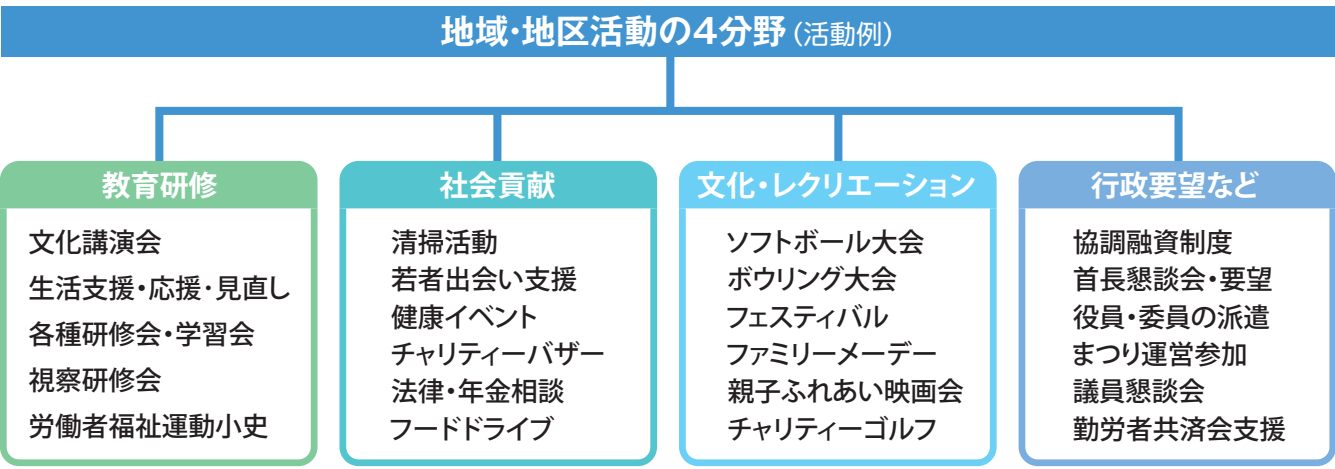 地域・地区活動の4分野（活動例）
教育研修
文化講演会
生活支援・応援・見直し
各種研修会・学習会
視察研修会
労働者福祉運動小史
社会貢献
清掃活動
若者出会い支援
健康イベント
チャリティーバザー
法律・年金相談
フードドライブ
文化・レクリエーション
ソフトボール大会
ボウリング大会
フェスティバル
ファミリーメーデー
親子ふれあい映画会
チャリティーゴルフ
行政要望など
協調融資制度
首長懇談会・要望
役員・委員の派遣
まつり運営参加
議員懇談会
勤労者共済会支援